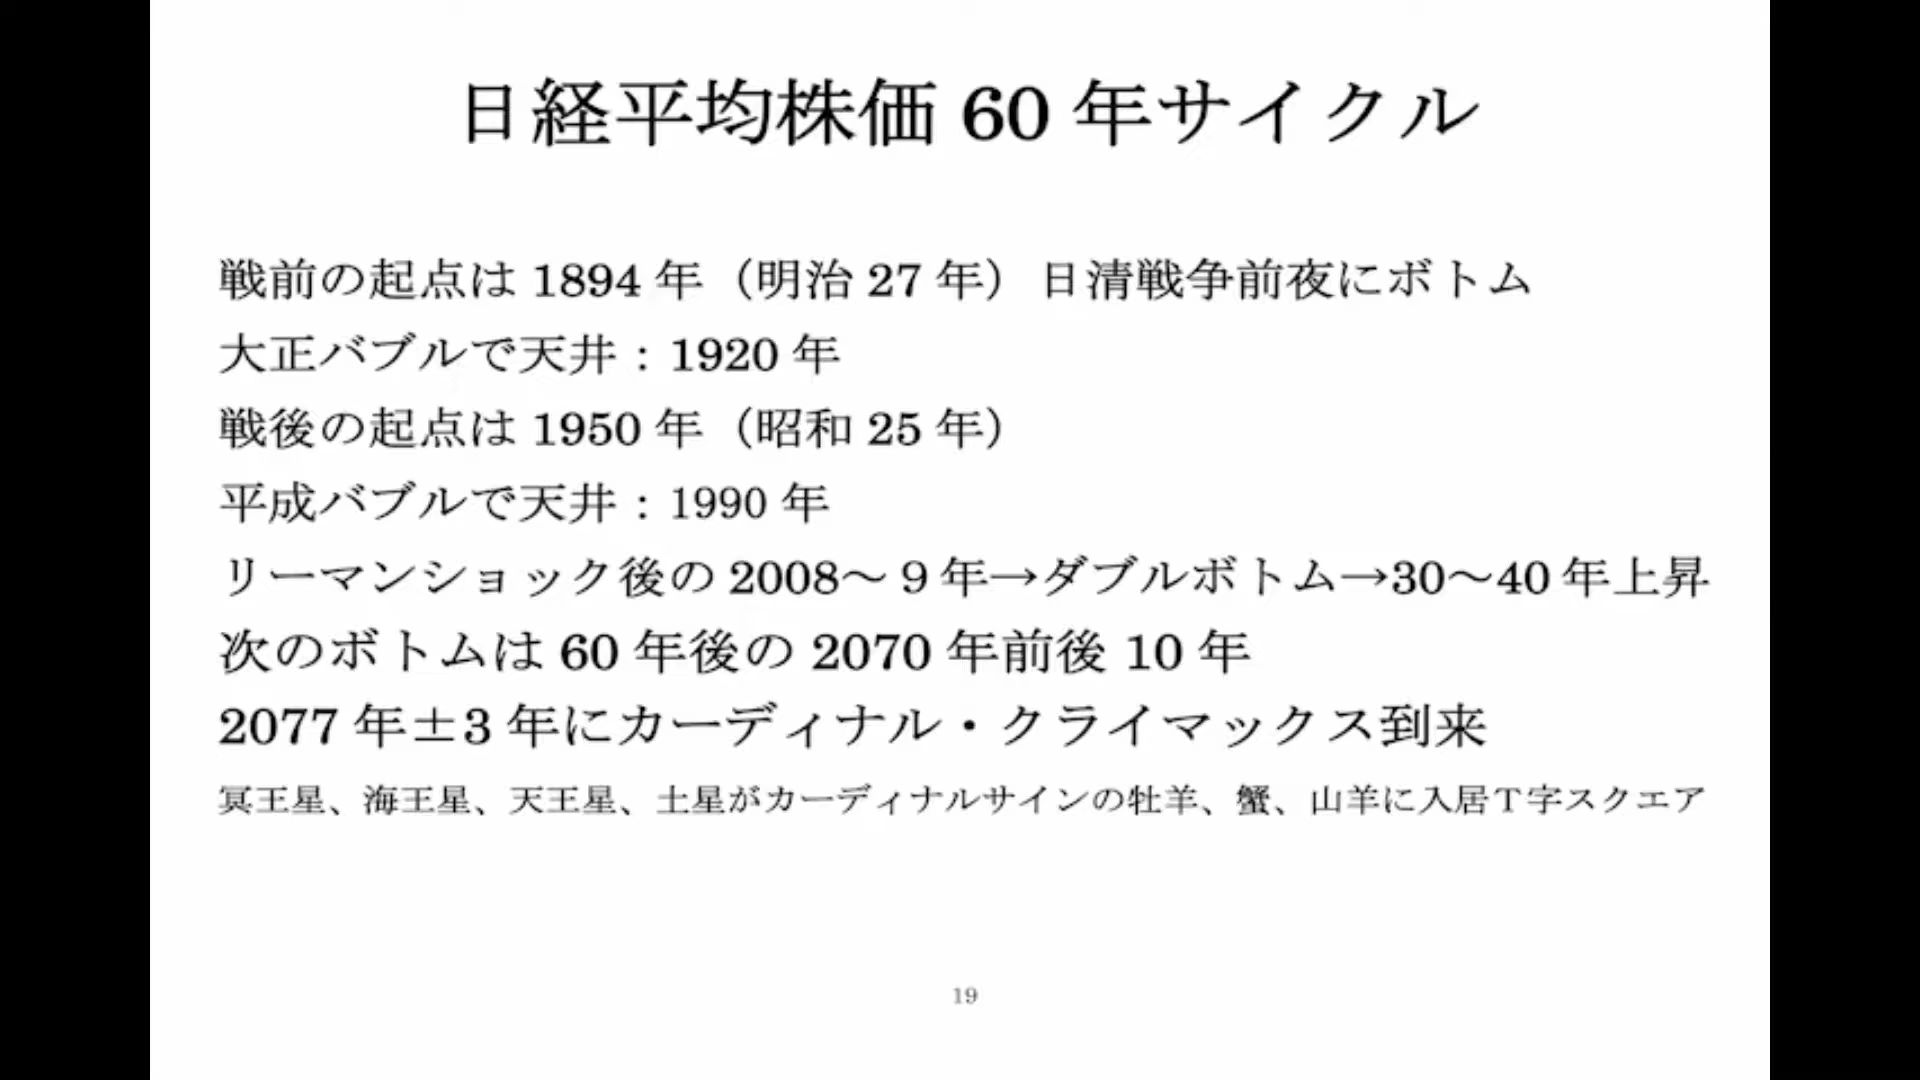 日経平均株価 60 年サイクル
戦前の起点は 1894 年（明治 27 年）日清戦争前夜にボトム
大正バブルで天井：1920 年
戦後の起点は 1950 年（昭和 25 年）
平成バブルで天井：1990 年
リーマンショック後の 2008～９年→ダブルボトム→30～40 年上昇
次のボトムは 60 年後の 2070 年前後 10 年
2077 年±3 年にカーディナル・クライマックス到来
冥王星、海王星、天王星、土星がカーディナルサインの牡羊、蟹、山羊に入居Ｔ字スクエア
19